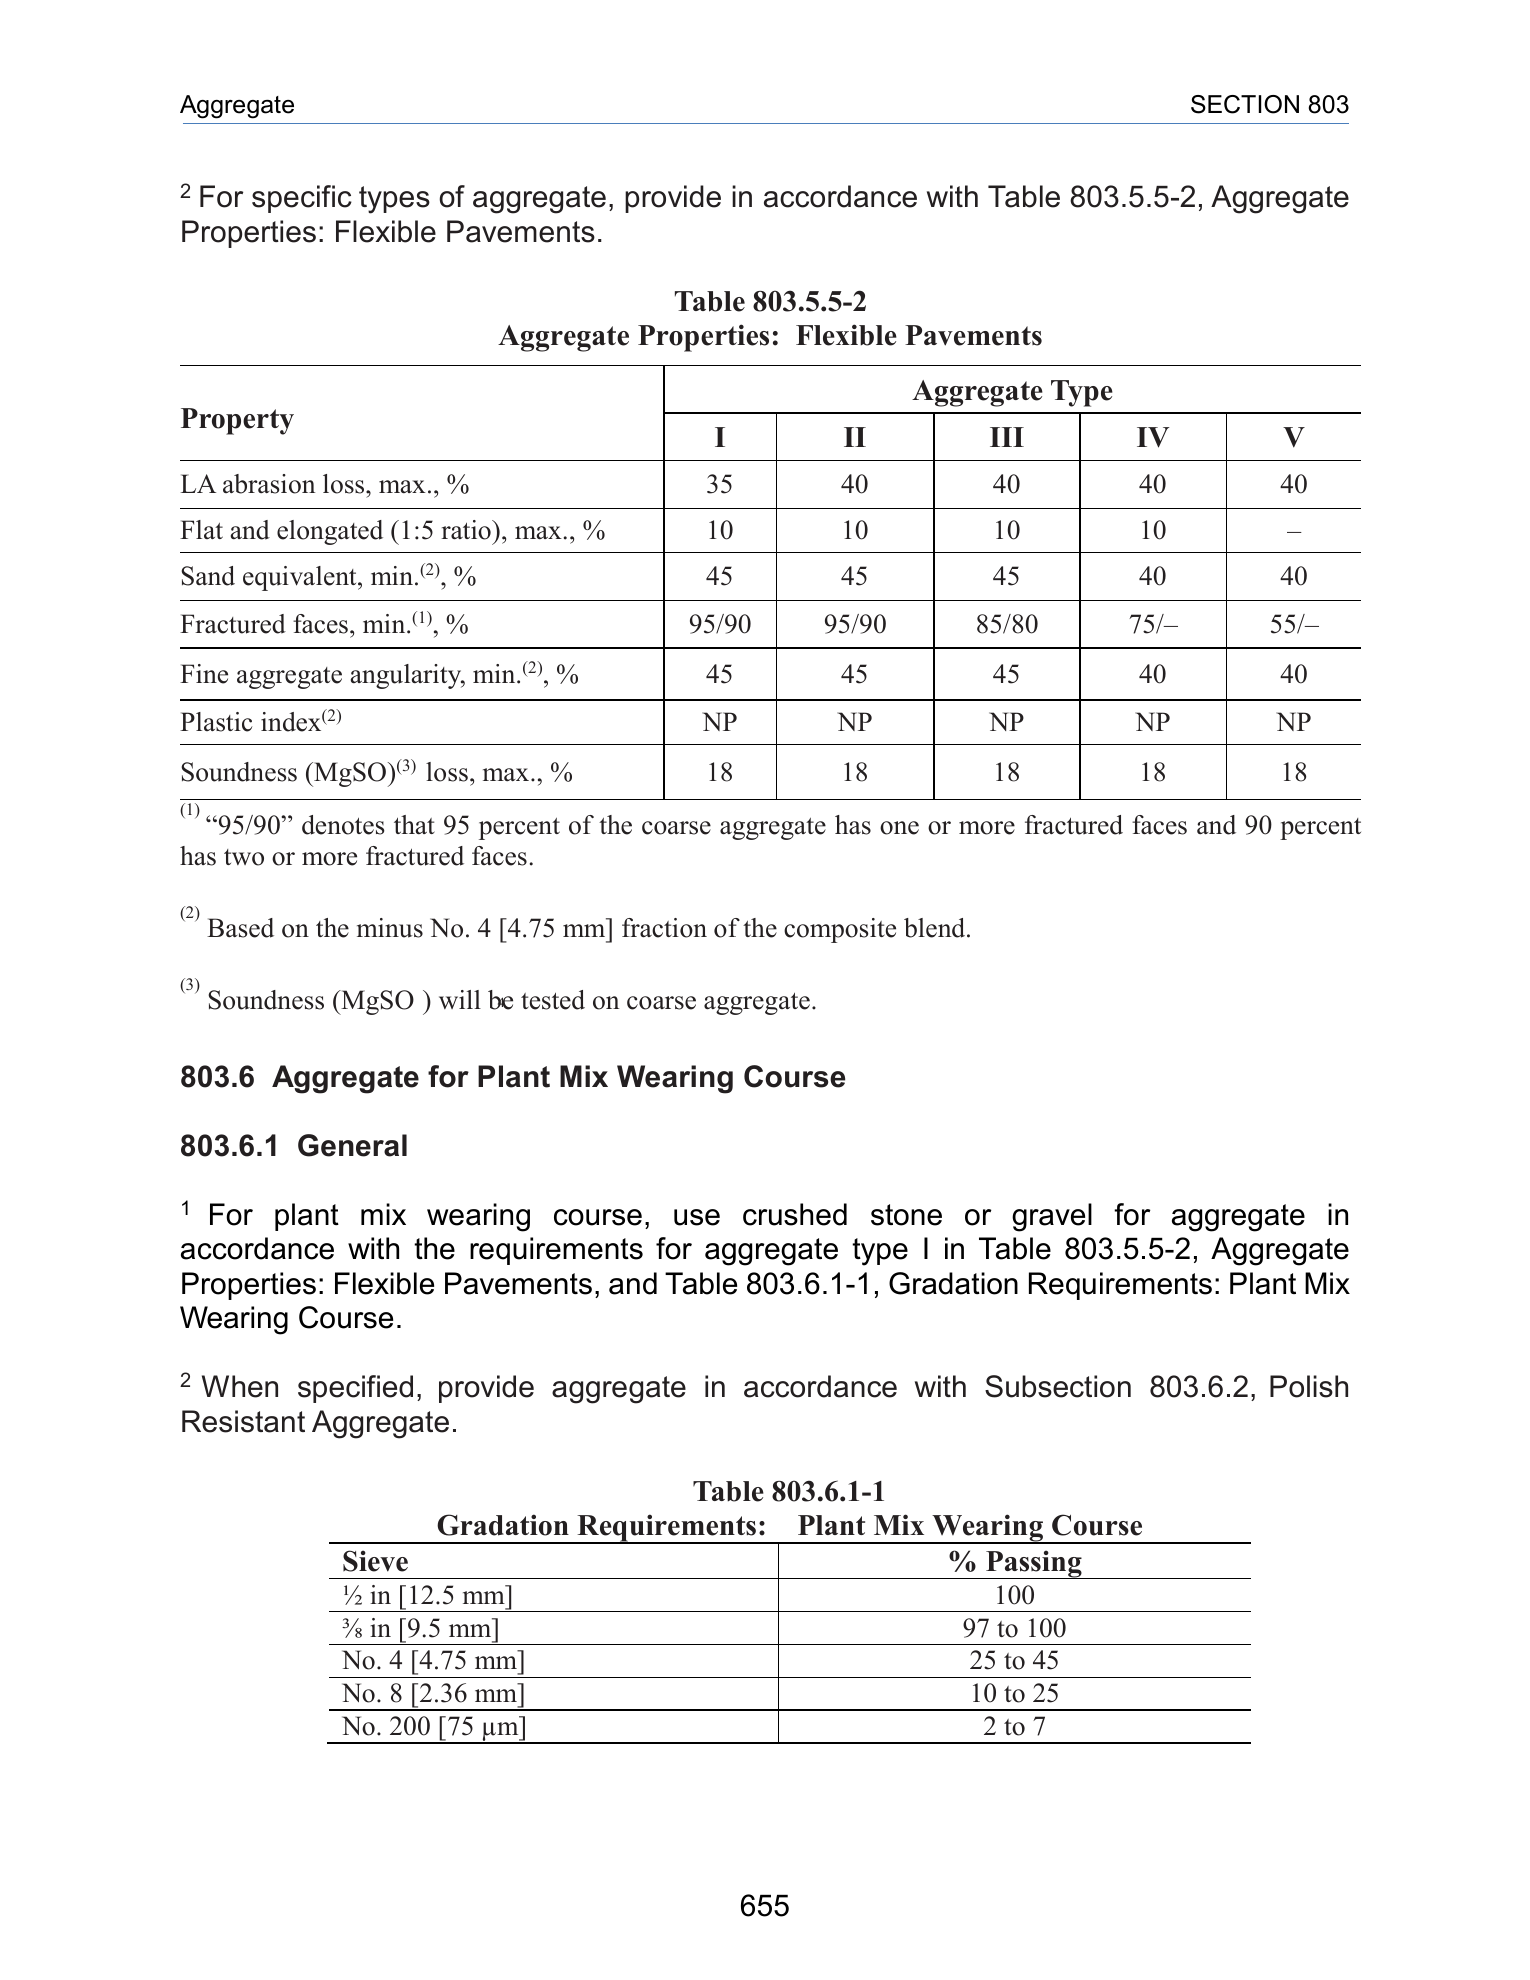 Aggregate SECTION 803
2 For specific types of aggregate, provide in accordance with Table 803.5.5-2, Aggregate
Properties: Flexible Pavements.
Table 803.5.5-2
Aggregate Properties: Flexible Pavements
Property Aggregate Type
I II III IV V
LA abrasion loss, max., % 35 40 40 40 40
Flat and elongated (1:5 ratio), max., % 10 10 10 10 –
Sand equivalent, min.(2), % 45 45 45 40 40
Fractured faces, min.(1), % 95/90 95/90 85/80 75/– 55/–
Fine aggregate angularity, min.(2), % 45 45 45 40 40
Plastic index(2) NP NP NP NP NP
Soundness (MgSO)(3) loss, max., % 18 18 18 18 18
(1) “95/90” denotes that 95 percent of the coarse aggregate has one or more fractured faces and 90 percent
has two or more fractured faces.
(2) Based on the minus No. 4 [4.75 mm] fraction of the composite blend.
(3) Soundness (MgSO ) will be tested on coarse aggregate.
803.6 Aggregate for Plant Mix Wearing Course
803.6.1 General
1 For plant mix wearing course, use crushed stone or gravel for aggregate in
accordance with the requirements for aggregate type I in Table 803.5.5-2, Aggregate
Properties: Flexible Pavements, and Table 803.6.1-1, Gradation Requirements: Plant Mix
Wearing Course.
2 When specified, provide aggregate in accordance with Subsection 803.6.2, Polish
Resistant Aggregate.
Table 803.6.1-1
Gradation Requirements: Plant Mix Wearing Course
Sieve % Passing
½ in [12.5 mm] 100
⅜ in [9.5 mm] 97 to 100
No. 4 [4.75 mm] 25 to 45
No. 8 [2.36 mm] 10 to 25
No. 200 [75 µm] 2 to 7
655